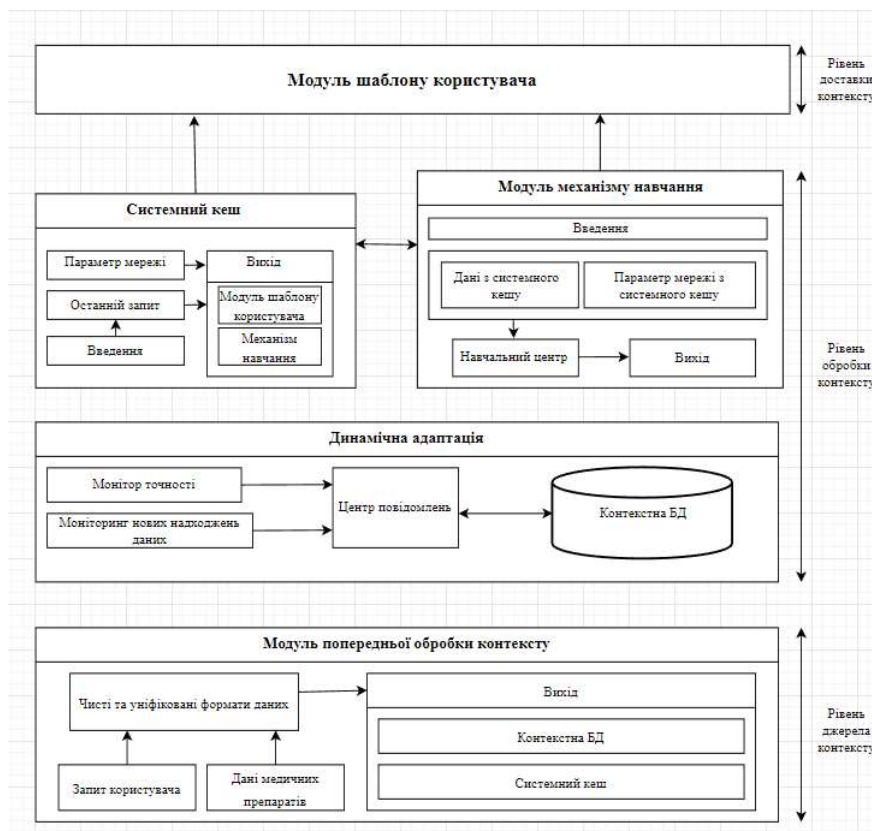 Модуль шаблону користувача
Рівень
доставки
контексту
Системний кеш
Параметр мережі
Останній запит
Введення
Вихід
Модуль шаблону
користувача
Механізм
навчання
Модуль механізму навчання
Введення
Дані з системного
кешу
Параметр мережі з
системного кешу
Навчальний центр
Вихід
Рівень
обробки
контексту
Динамічна адаптація
Монітор точності
Моніторинг нових надходжень
даних
Центр повідомлень
Контекстна БД
Модуль попередньої обробки контексту
Чисті та уніфіковані формати даних
Запит користувача
Дані медичних
препаратів
Вихід
Контекстна БД
Системний кеш
Рівень
джерела
контексту